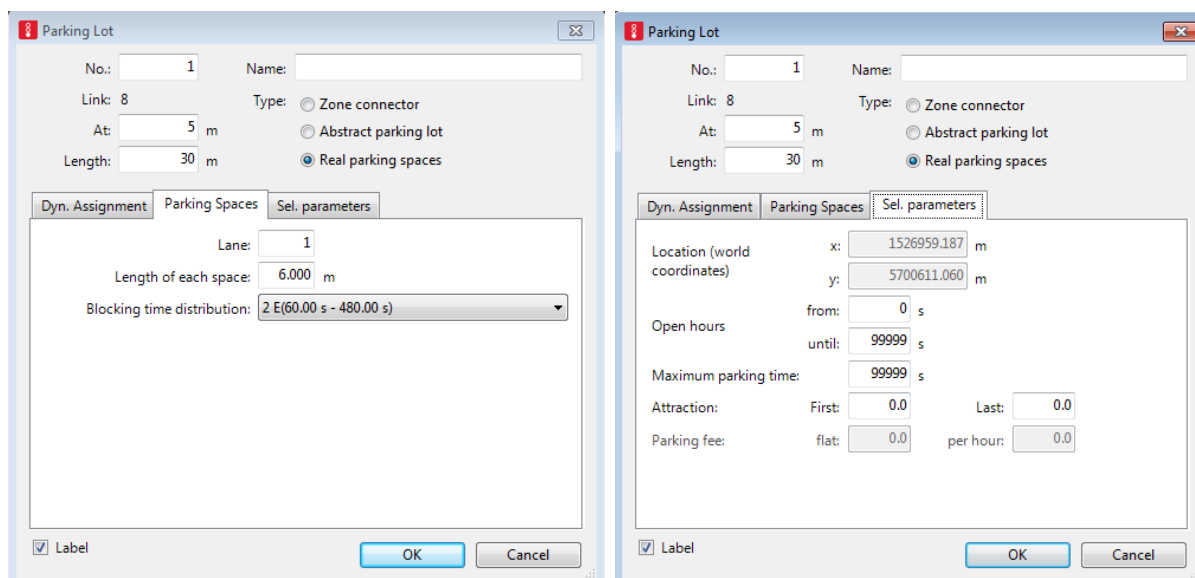 Parking Lot
No.: 1 Name:
Link: 8 Type: Zone connector
At: 5 m Abstract parking lot
Length: 30 m Real parking spaces
Dyn. Assignment Parking Spaces Sel. parameters
Lane: 1
Length of each space: 6.000 m
Blocking time distribution: 2 E(60.00 s - 480.00 s)
Label OK Cancel
Parking Lot
No.: 1 Name:
Link: 8 Type: Zone connector
At: 5 m Abstract parking lot
Length: 30 m Real parking spaces
Dyn. Assignment Parking Spaces Sel. parameters
Location (world coordinates) x: 1526959.187 m
y: 5700611.060 m
Open hours from: 0 s
until: 99999 s
Maximum parking time: 99999 s
Attraction: First: 0.0 Last: 0.0
Parking fee: flat: 0.0 per hour: 0.0
Label OK Cancel